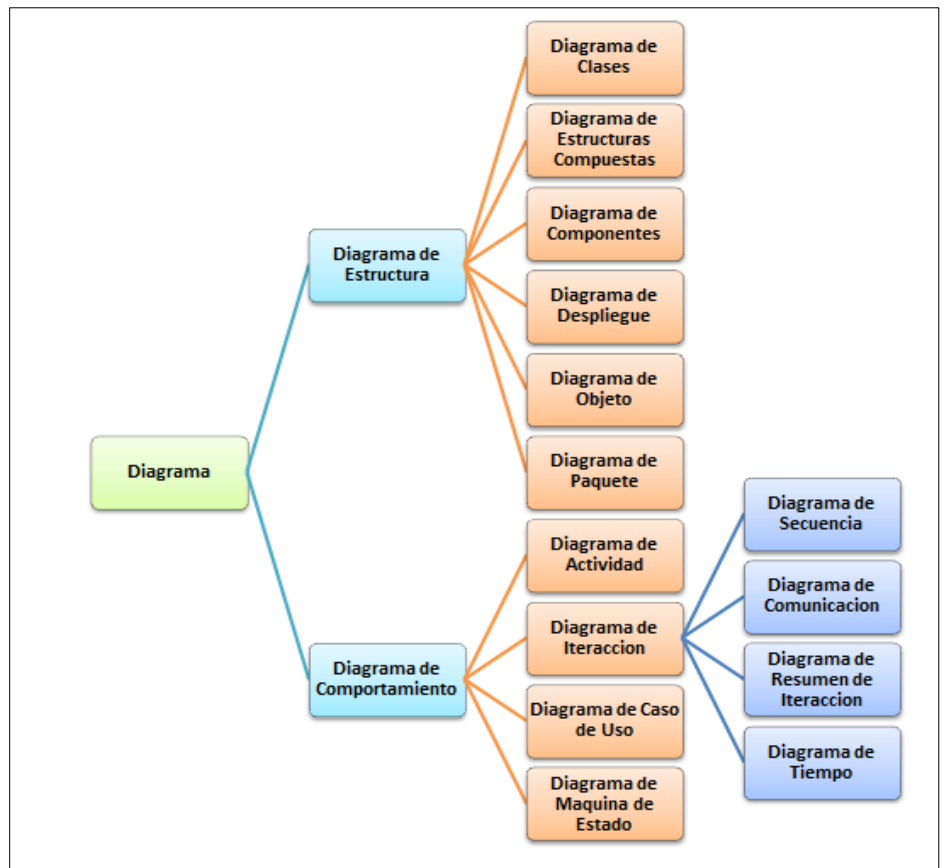 Diagrama
Diagrama de
Estructura
Diagrama de
Clases
Diagrama de
Estructuras
Compuestas
Diagrama de
Componentes
Diagrama de
Despliegue
Diagrama de
Objeto
Diagrama de
Paquete
Diagrama de
Comportamiento
Diagrama de
Actividad
Diagrama de
Iteraccion
Diagrama de
Secuencia
Diagrama de
Comunicacion
Diagrama de
Resumen de
Iteraccion
Diagrama de
Tiempo
Diagrama de Caso
de Uso
Diagrama de
Maquina de
Estado